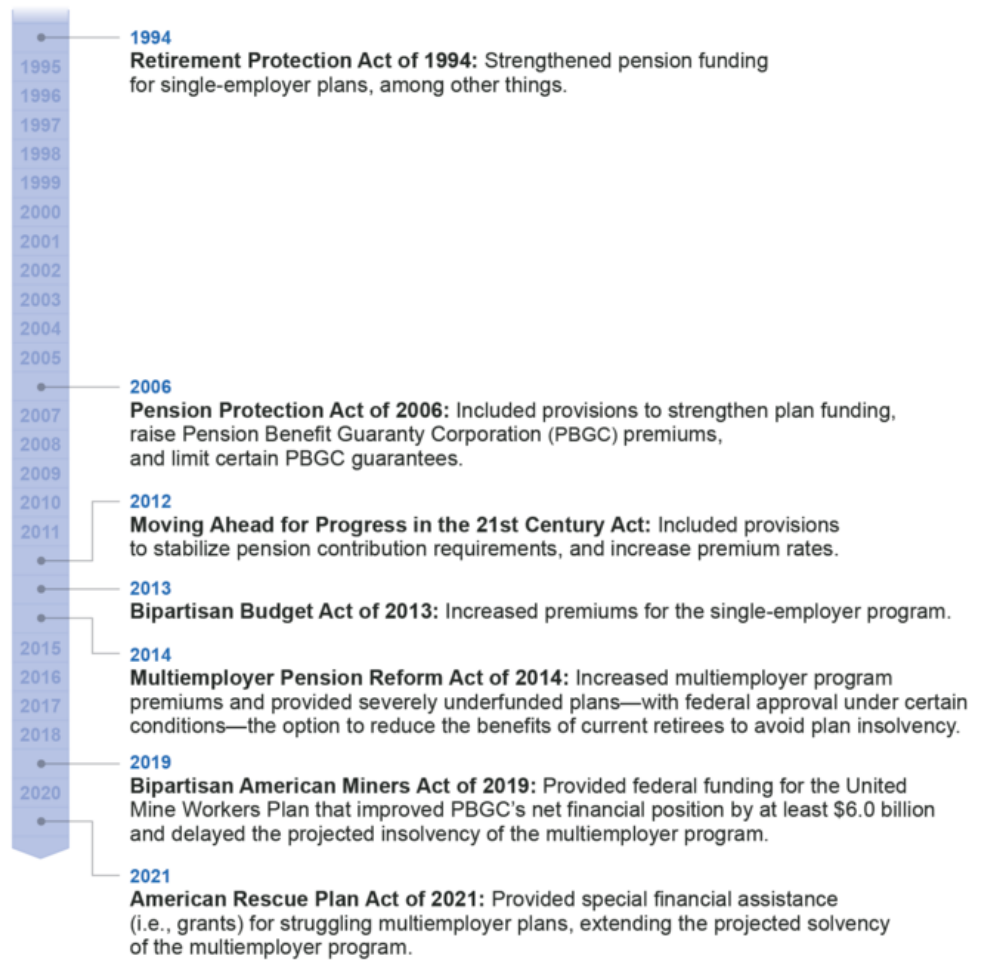 1994
Retirement Protection Act of 1994: Strengthened pension funding
for single-employer plans, among other things.
1995
1996
1997
1998
1999
2000
2001
2002
2003
2004
2005
2006
Pension Protection Act of 2006: Included provisions to strengthen plan funding,
raise Pension Benefit Guaranty Corporation (PBGC) premiums,
and limit certain PBGC guarantees.
2007
2008
2009
2010
2011
2012
Moving Ahead for Progress in the 21st Century Act: Included provisions
to stabilize pension contribution requirements, and increase premium rates.
2013
Bipartisan Budget Act of 2013: Increased premiums for the single-employer program.
2014
Multiemployer Pension Reform Act of 2014: Increased multiemployer program
premiums and provided severely underfunded plans—with federal approval under certain
conditions—the option to reduce the benefits of current retirees to avoid plan insolvency.
2015
2016
2017
2018
2019
Bipartisan American Miners Act of 2019: Provided federal funding for the United
Mine Workers Plan that improved PBGC's net financial position by at least $6.0 billion
and delayed the projected insolvency of the multiemployer program.
2020
2021
American Rescue Plan Act of 2021: Provided special financial assistance
(i.e., grants) for struggling multiemployer plans, extending the projected solvency
of the multiemployer program.